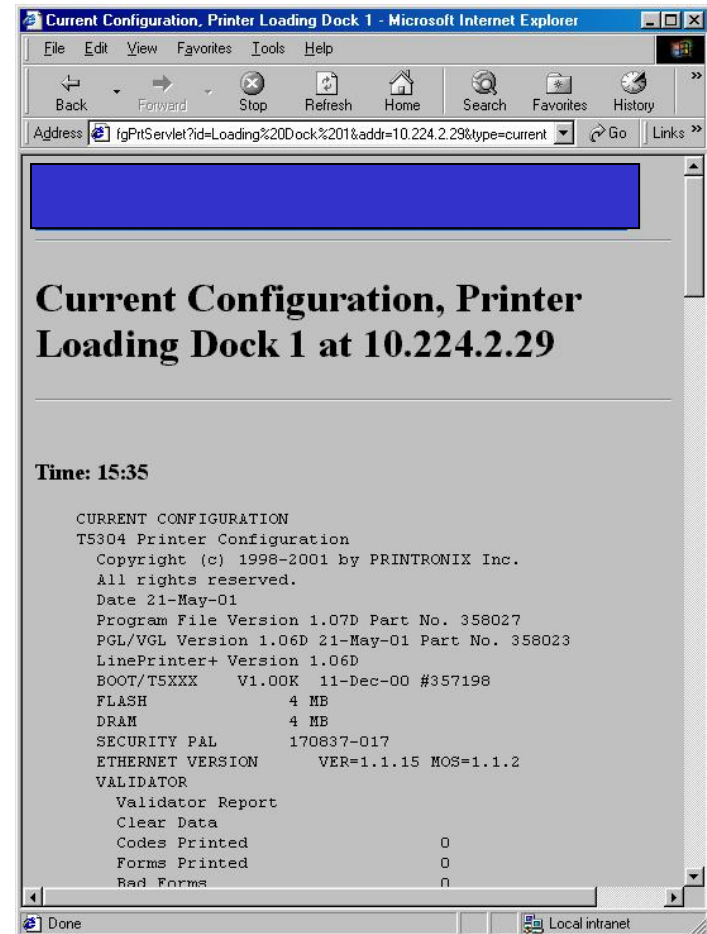 Current Configuration, Printer Loading Dock 1 - Microsoft Internet Explorer
File Edit View Favorites Tools Help
Back Forward Stop Refresh Home Search Favorites History »
Address fgPrtServlet?id=Loading%20Dock%201&addr=10.224.2.29&type=current Go Links »
Current Configuration, Printer
Loading Dock 1 at 10.224.2.29
Time: 15:35
CURRENT CONFIGURATION
T5304 Printer Configuration
Copyright (c) 1998-2001 by PRINTRONIX Inc.
All rights reserved.
Date 21-May-01
Program File Version 1.07D Part No. 358027
PGL/VGL Version 1.06D 21-May-01 Part No. 358023
LinePrinter+ Version 1.06D
BOOT/T5XXX V1.00K 11-Dec-00 #357198
FLASH 4 MB
DRAM 4 MB
SECURITY PAL 170837-017
ETHERNET VERSION VER=1.1.15 MOS=1.1.2
VALIDATOR
Validator Report
Clear Data
Codes Printed 0
Forms Printed 0
Bad Forms 0
Done Local intranet